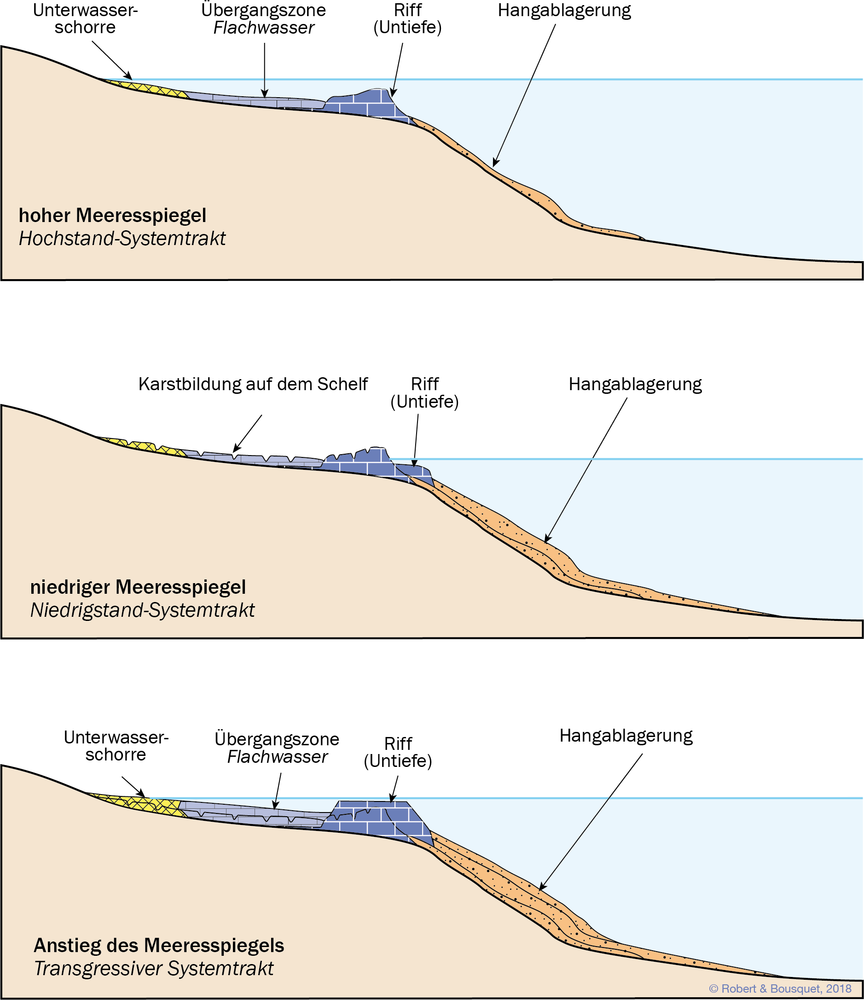 Unterwasser-
schorre
Übergangszone
Flachwasser
Riff
(Untiefe)
Hangablagerung
hoher Meeresspiegel
Hochstand-Systemtrakt
Karstbildung auf dem Schelf
Riff
(Untiefe)
Hangablagerung
niedriger Meeresspiegel
Niedrigstand-Systemtrakt
Unterwasser-
schorre
Übergangszone
Flachwasser
Riff
(Untiefe)
Hangablagerung
Anstieg des Meeresspiegels
Transgressiver Systemtrakt
© Robert & Bousquet, 2018